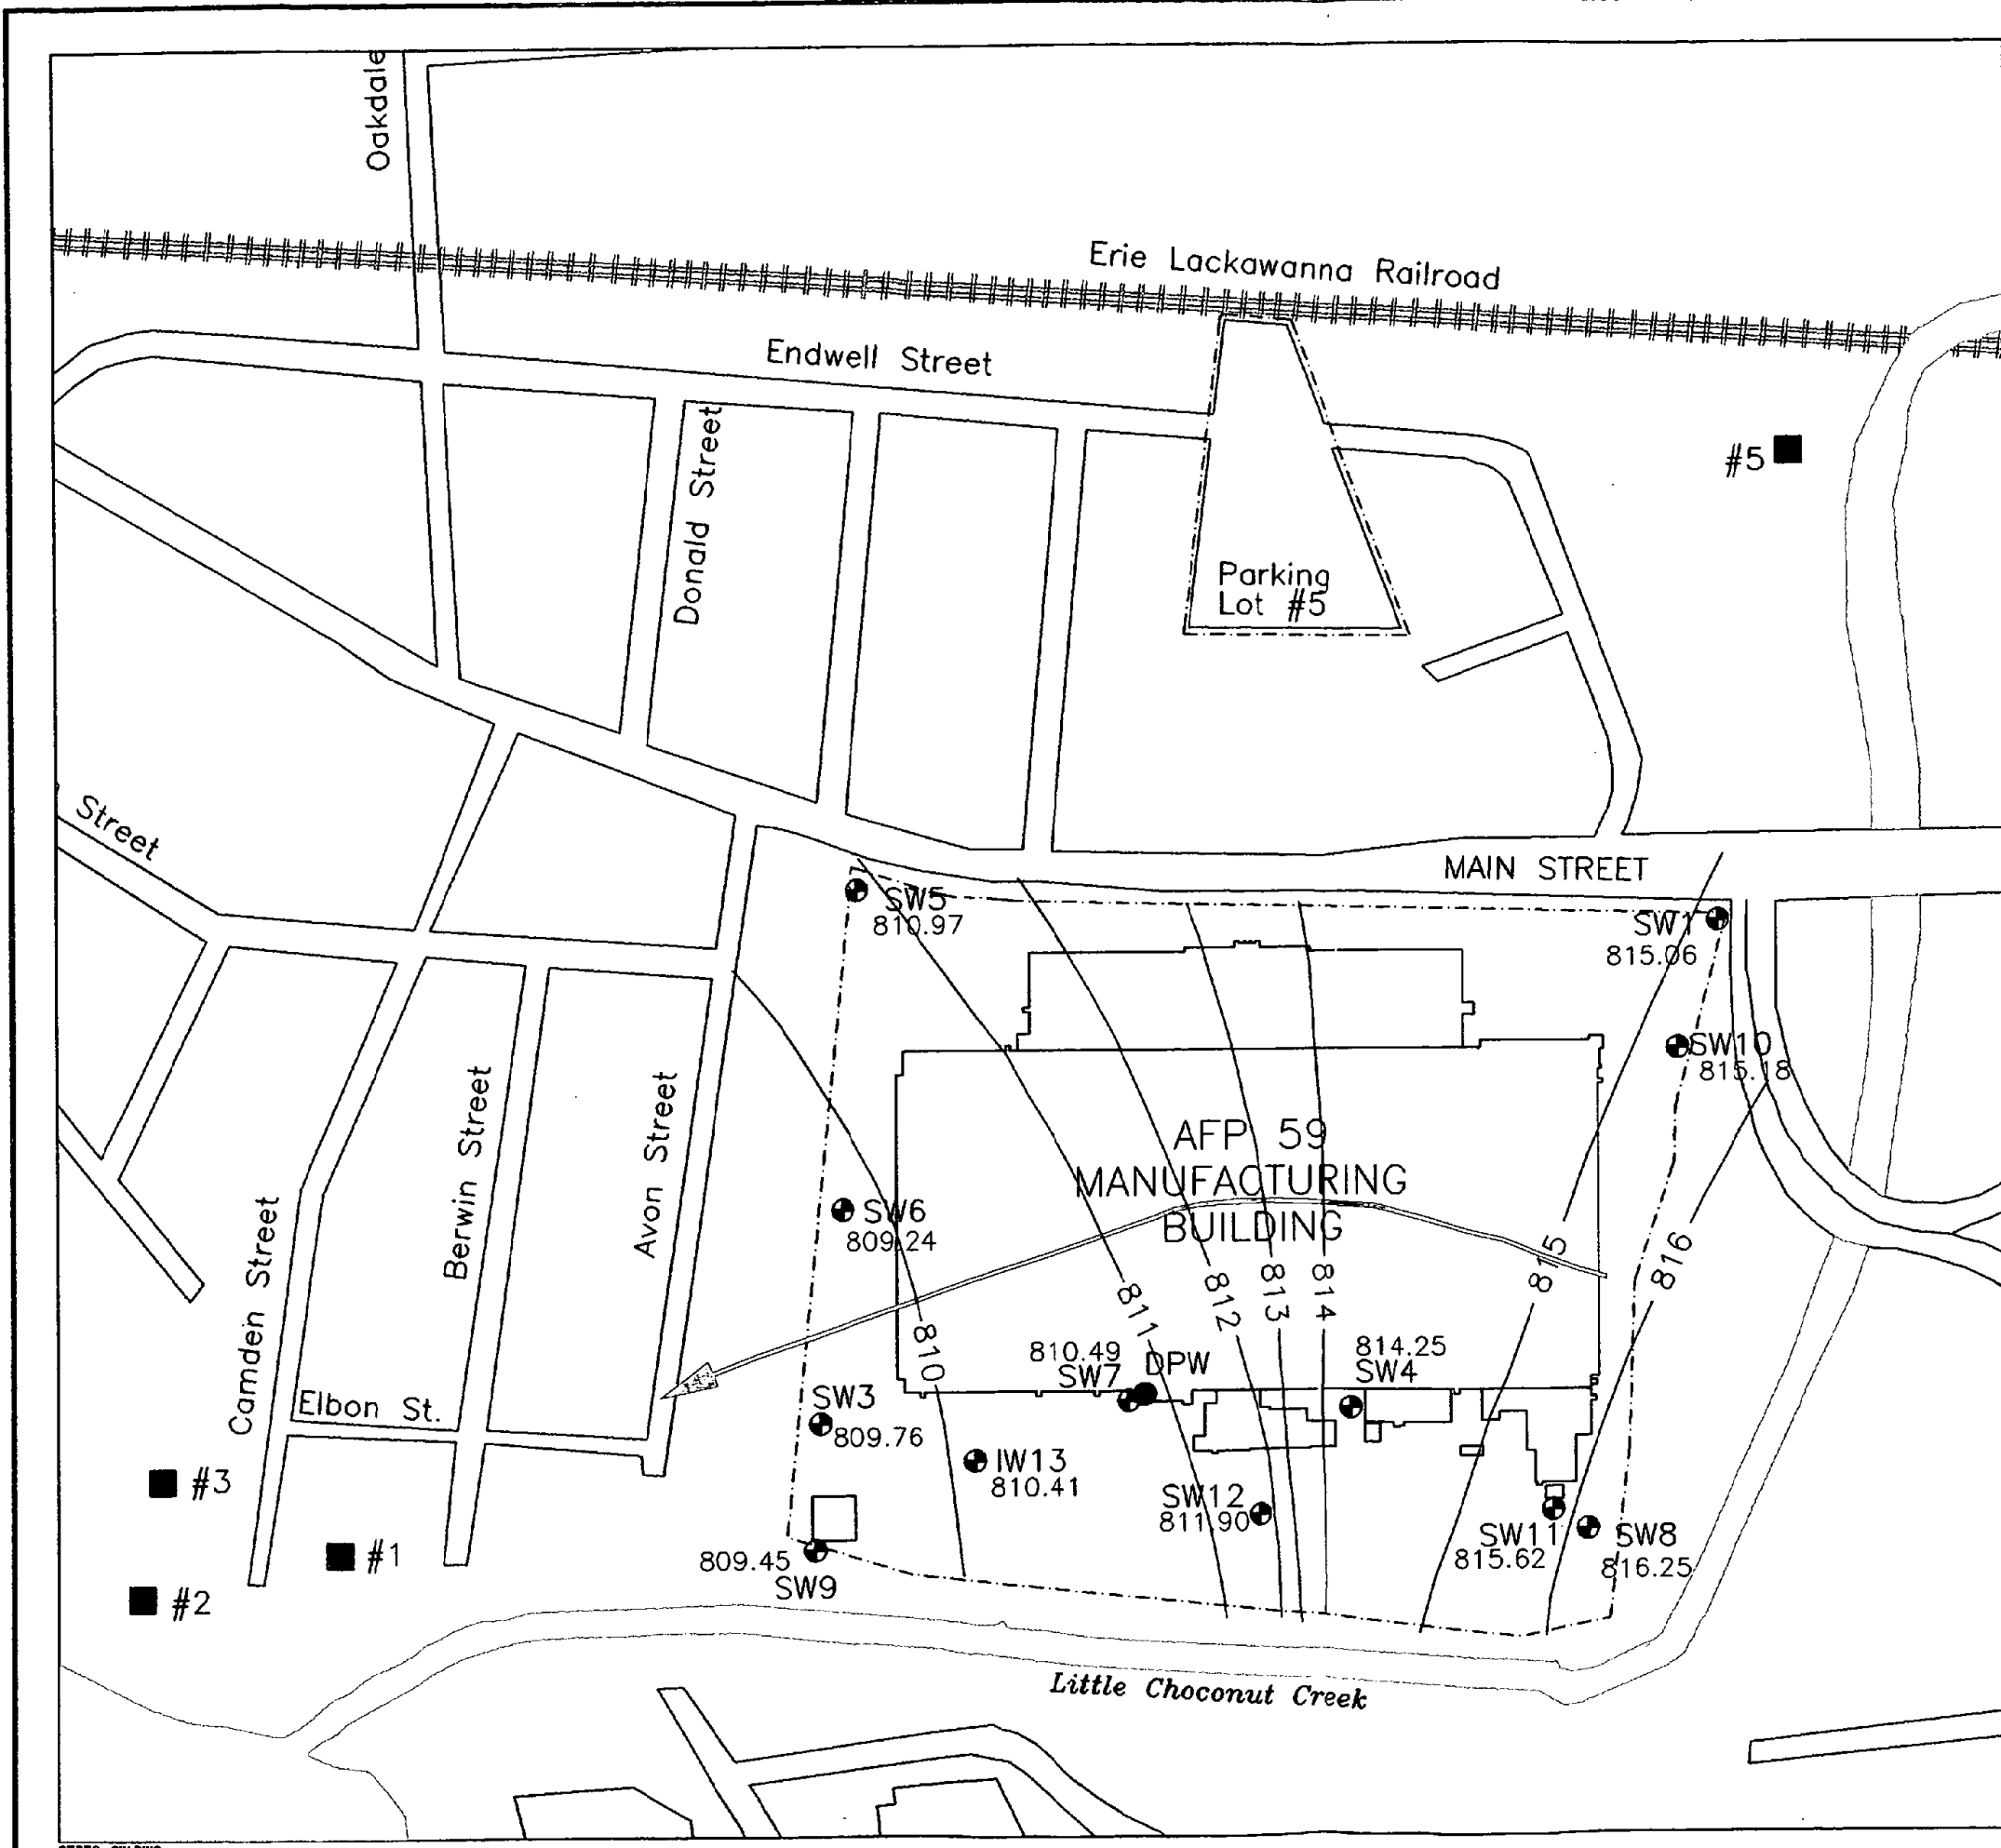 Oakdale
Erie Lackawanna Railroad
Endwell Street
Donald Street
#5
Parking
Lot #5
Street
MAIN STREET
SW5
810.97
SW1
815.06
SW10
815.18
AFP 59
MANUFACTURING
BUILDING
Berwin Street
Avon Street
SW6
809.24
Camden Street
815
816
811
812
813
814
810
810.49
SW7
DPW
814.25
SW4
Elbon St.
SW3
809.76
#3
IW13
810.41
SW12
811.90
SW11
815.62
SW8
816.25
#1
809.45
SW9
#2
Little Choconut Creek